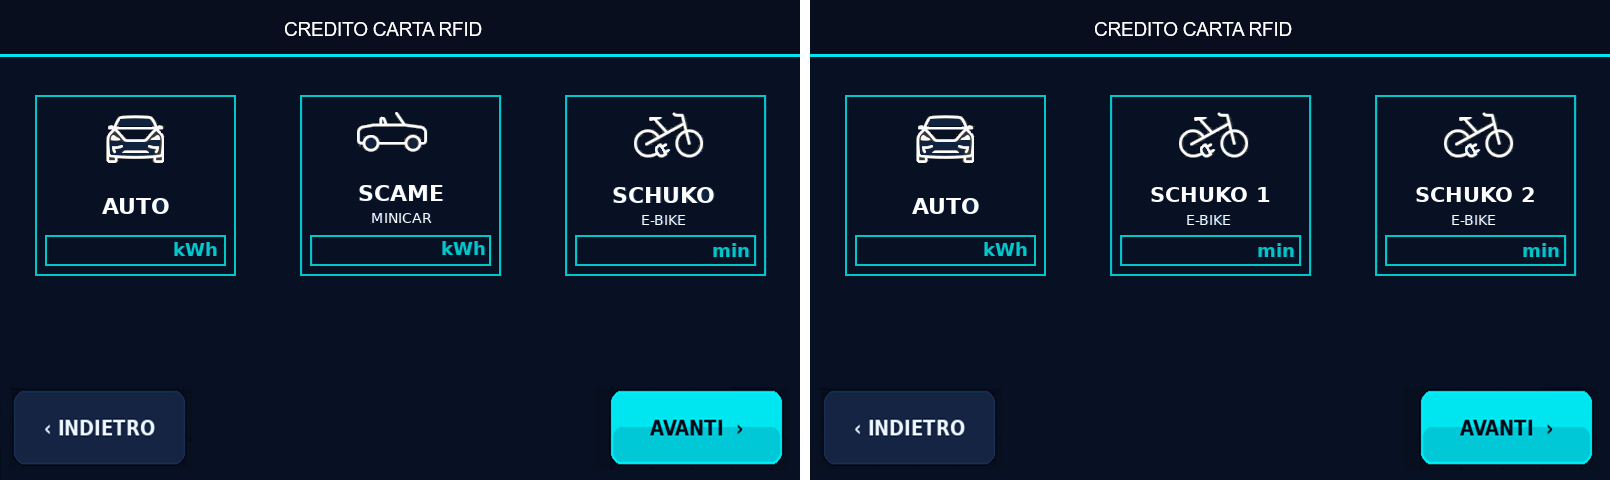 CREDITO CARTA RFID
AUTO
kWh
SCAME
MINICAR
kWh
SCHUKO
E-BIKE
min
‹ INDIETRO
AVANTI ›
CREDITO CARTA RFID
AUTO
kWh
SCHUKO 1
E-BIKE
min
SCHUKO 2
E-BIKE
min
‹ INDIETRO
AVANTI ›